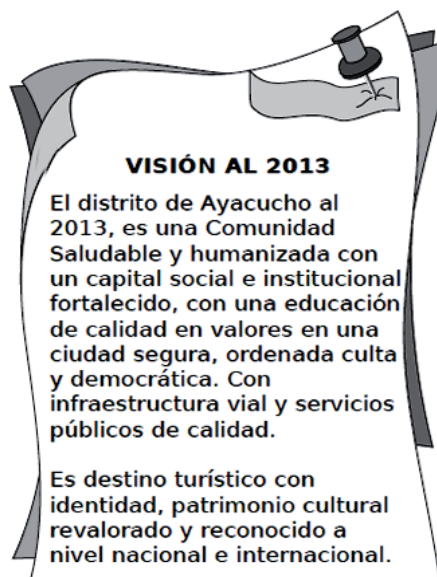 VISIÓN AL 2013
El distrito de Ayacucho al
2013, es una Comunidad
Saludable y humanizada con
un capital social e institucional
fortalecido, con una educación
de calidad en valores en una
ciudad segura, ordenada culta
y democrática. Con
infraestructura vial y servicios
públicos de calidad.
Es destino turístico con
identidad, patrimonio cultural
revalorado y reconocido a
nivel nacional e internacional.